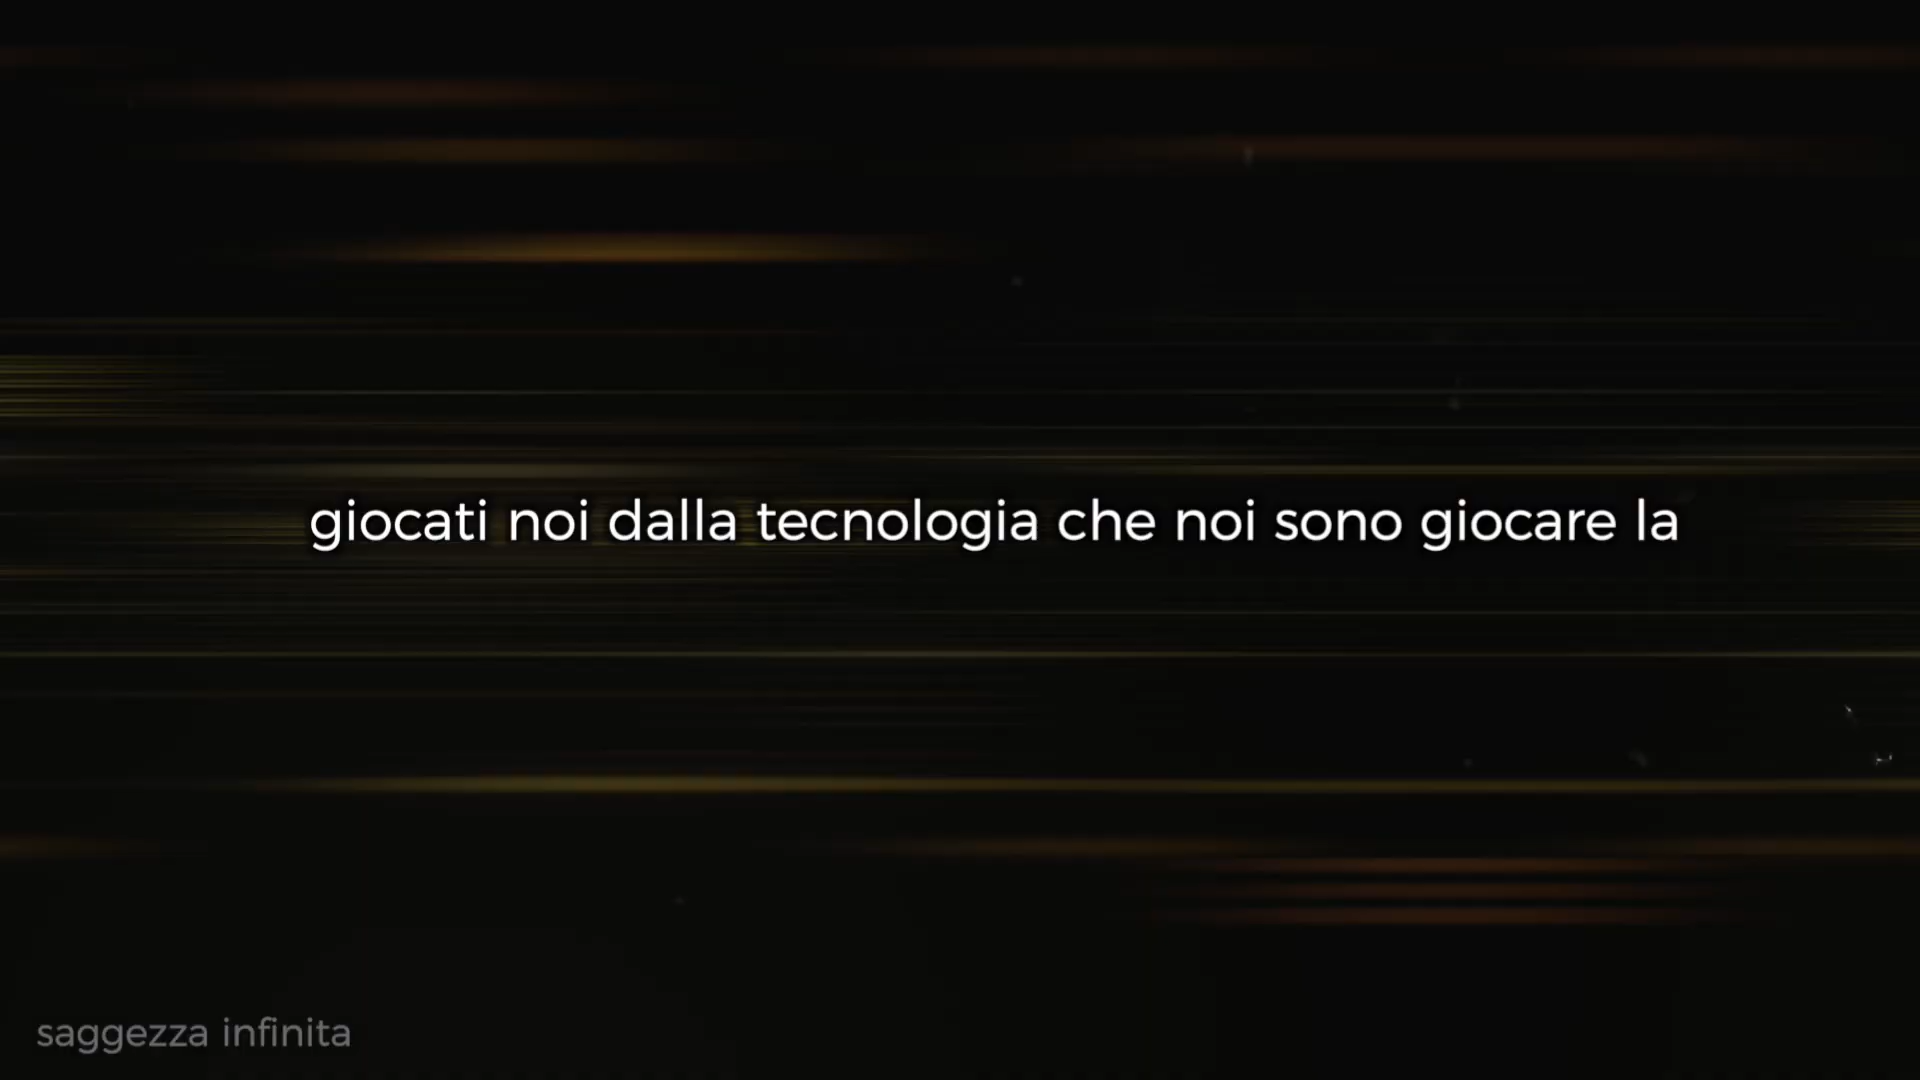 giocati noi dalla tecnologia che noi sono giocare la
saggezza infinita